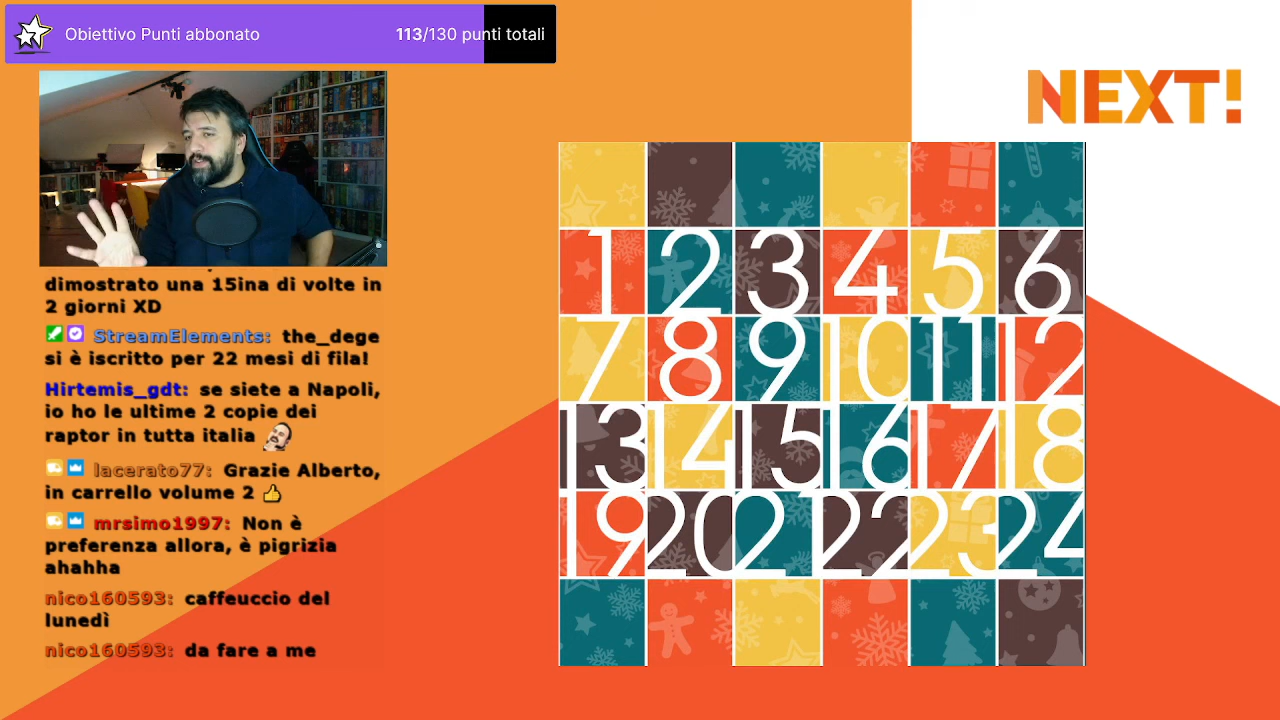 Obiettivo Punti abbonato 113/130 punti totali
NEXT!
dimostrato una 15ina di volte in
2 giorni XD
StreamElements: the_dege
si è iscritto per 22 mesi di fila!
Hirtemis_gdt: se siete a Napoli,
io ho le ultime 2 copie dei
raptor in tutta italia
lacerato77: Grazie Alberto,
in carrello volume 2
mrsimo1997: Non è
preferenza allora, è pigrizia
ahahha
nico160593: caffeuccio del
lunedì
nico160593: da fare a me
1 2 3 4 5 6
7 8 9 10 11 12
13 14 15 16 17 18
19 20 21 22 23 24